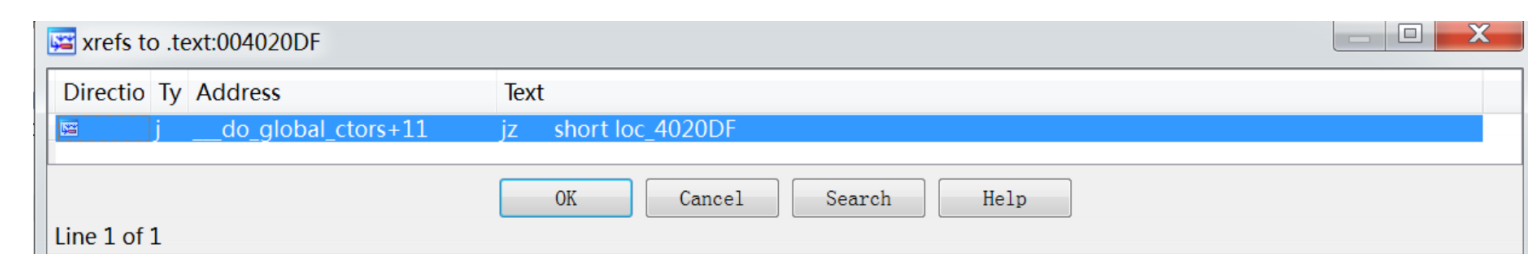 xrefs to .text:004020DF
Directio Ty Address Text
j __do_global_ctors+11 jz short loc_4020DF
OK Cancel Search Help
Line 1 of 1